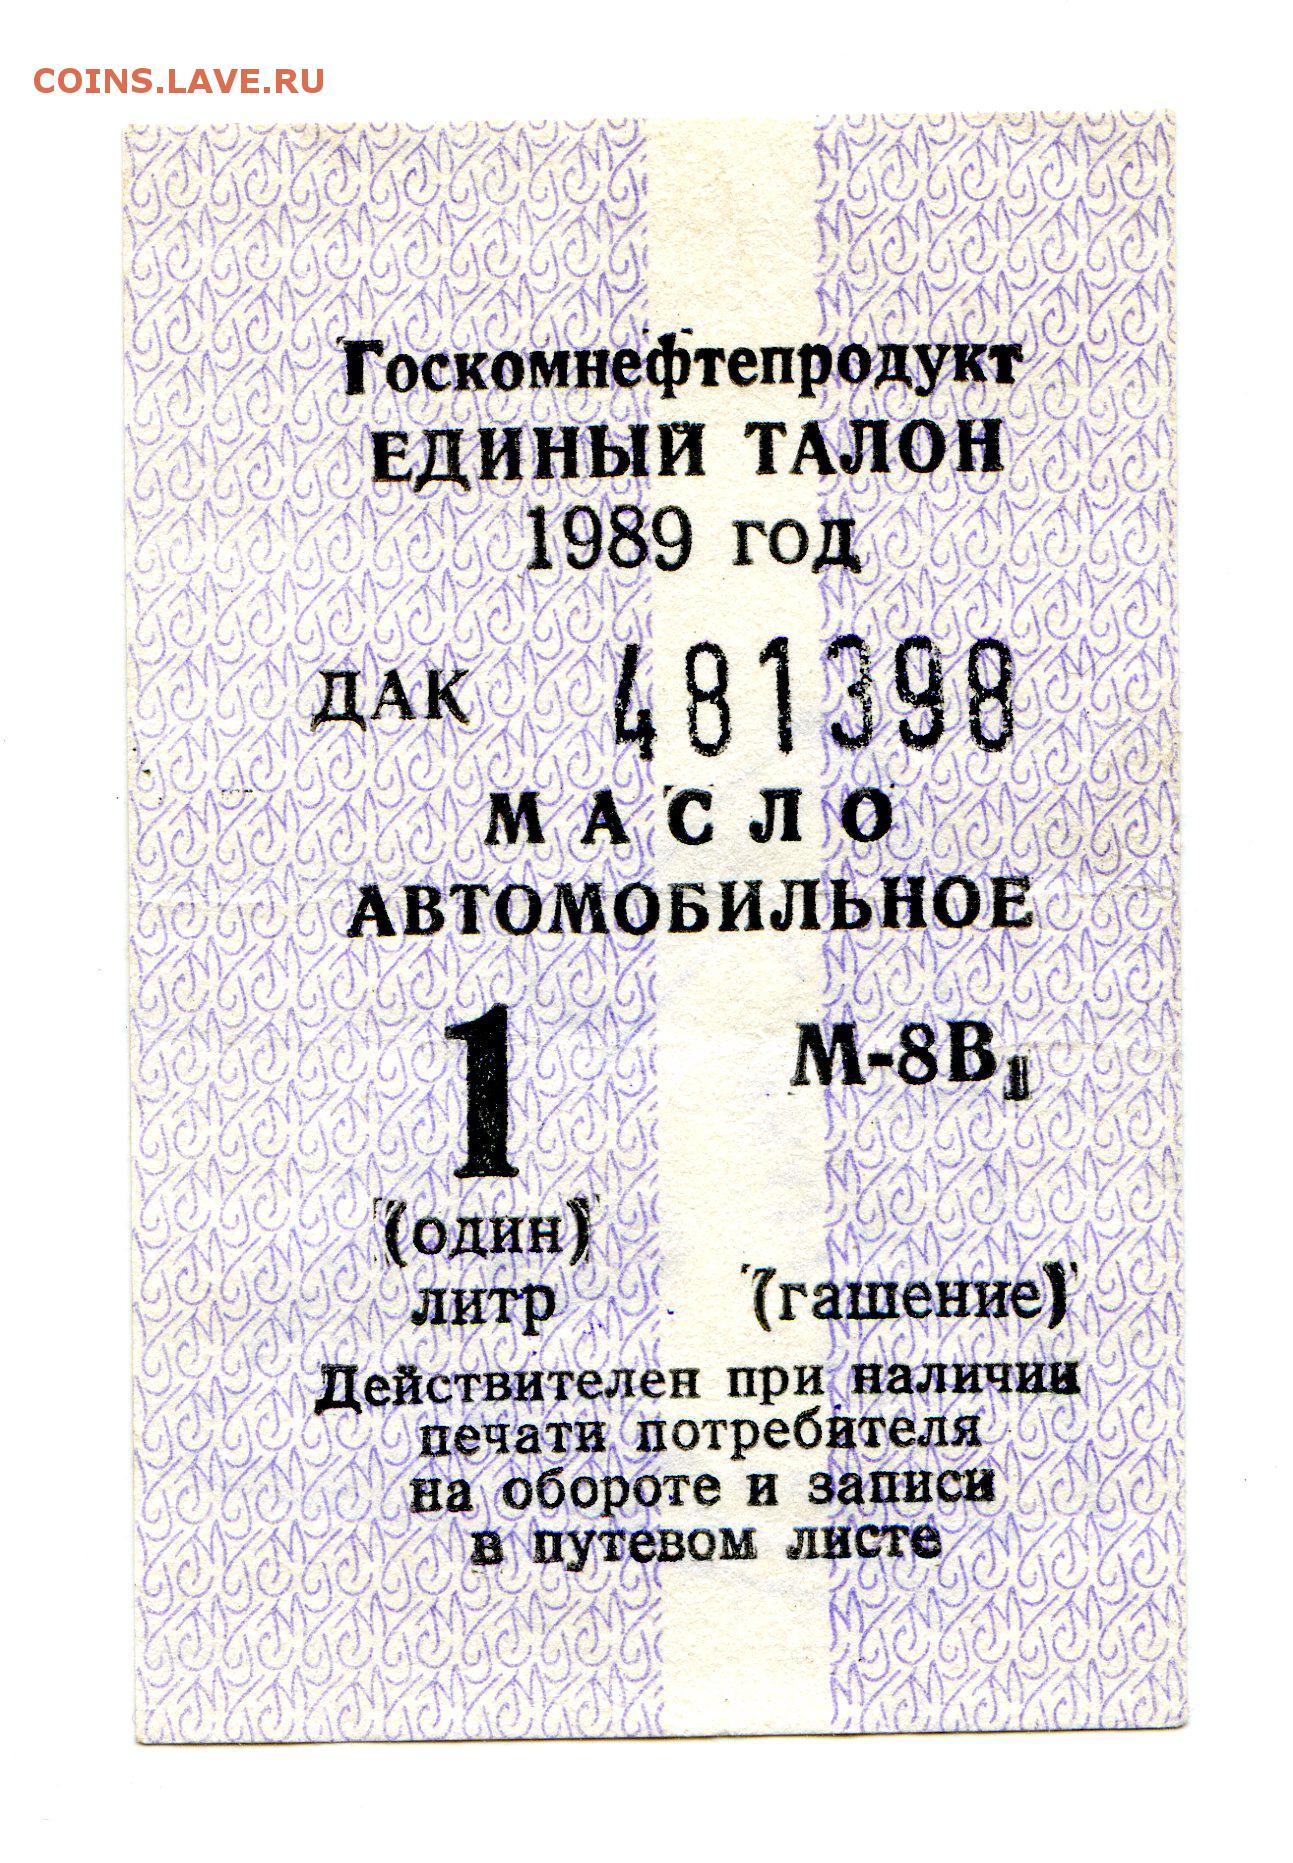 COINS.LAVE.RU
Госкомнефтепродукт
ЕДИНЫЙ ТАЛОН
1989 год
ДАК 481398
МАСЛО
АВТОМОБИЛЬНОЕ
1 М-8В₁
(один)
литр (гашение)
Действителен при наличии
печати потребителя
на обороте и записи
в путевом листе